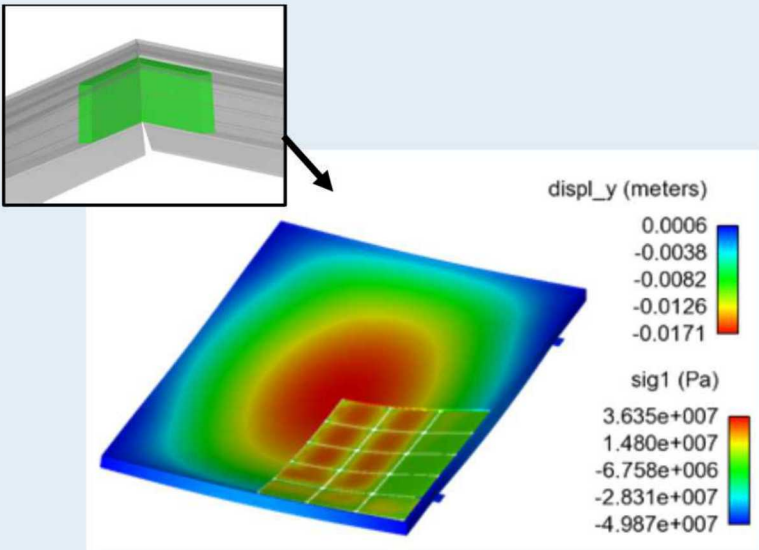 displ_y (meters)
0.0006
-0.0038
-0.0082
-0.0126
-0.0171
sig1 (Pa)
3.635e+007
1.480e+007
-6.758e+006
-2.831e+007
-4.987e+007